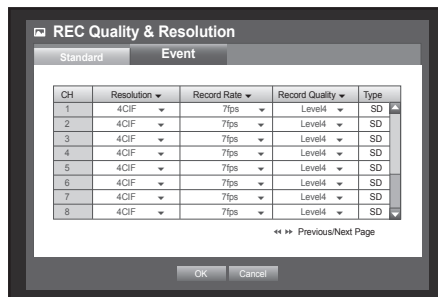 REC Quality & Resolution
Standard Event
CH Resolution Record Rate Record Quality Type
1 4CIF 7fps Level4 SD
2 4CIF 7fps Level4 SD
3 4CIF 7fps Level4 SD
4 4CIF 7fps Level4 SD
5 4CIF 7fps Level4 SD
6 4CIF 7fps Level4 SD
7 4CIF 7fps Level4 SD
8 4CIF 7fps Level4 SD
Previous/Next Page
OK Cancel